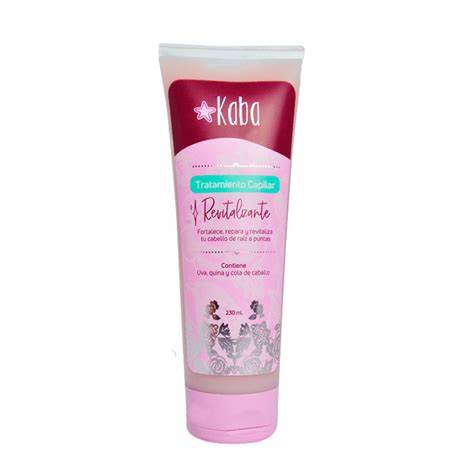 Kaba
Tratamiento Capilar
Revitalizante
Fortalece, repara y revitaliza
tu cabello de raíz a puntas
Contiene
Uva, quina y cola de caballo
230 mL